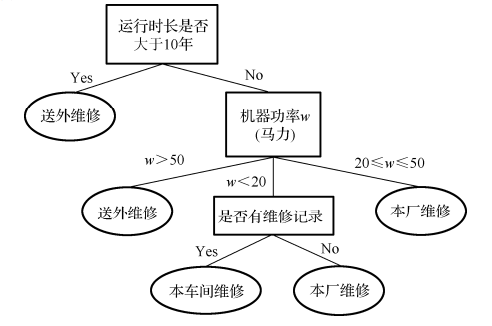 运行时长是否
大于10年
Yes
No
送外维修
机器功率w
(马力)
w＞50
w＜20
20≤w≤50
送外维修
是否有维修记录
本厂维修
Yes
No
本车间维修
本厂维修